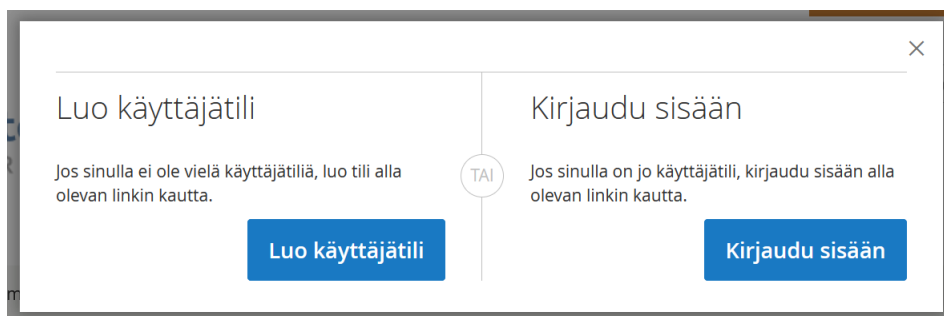 Luo käyttäjätili
Jos sinulla ei ole vielä käyttäjätiliä, luo tili alla
olevan linkin kautta.
Luo käyttäjätili
TAI
Kirjaudu sisään
Jos sinulla on jo käyttäjätili, kirjaudu sisään alla
olevan linkin kautta.
Kirjaudu sisään